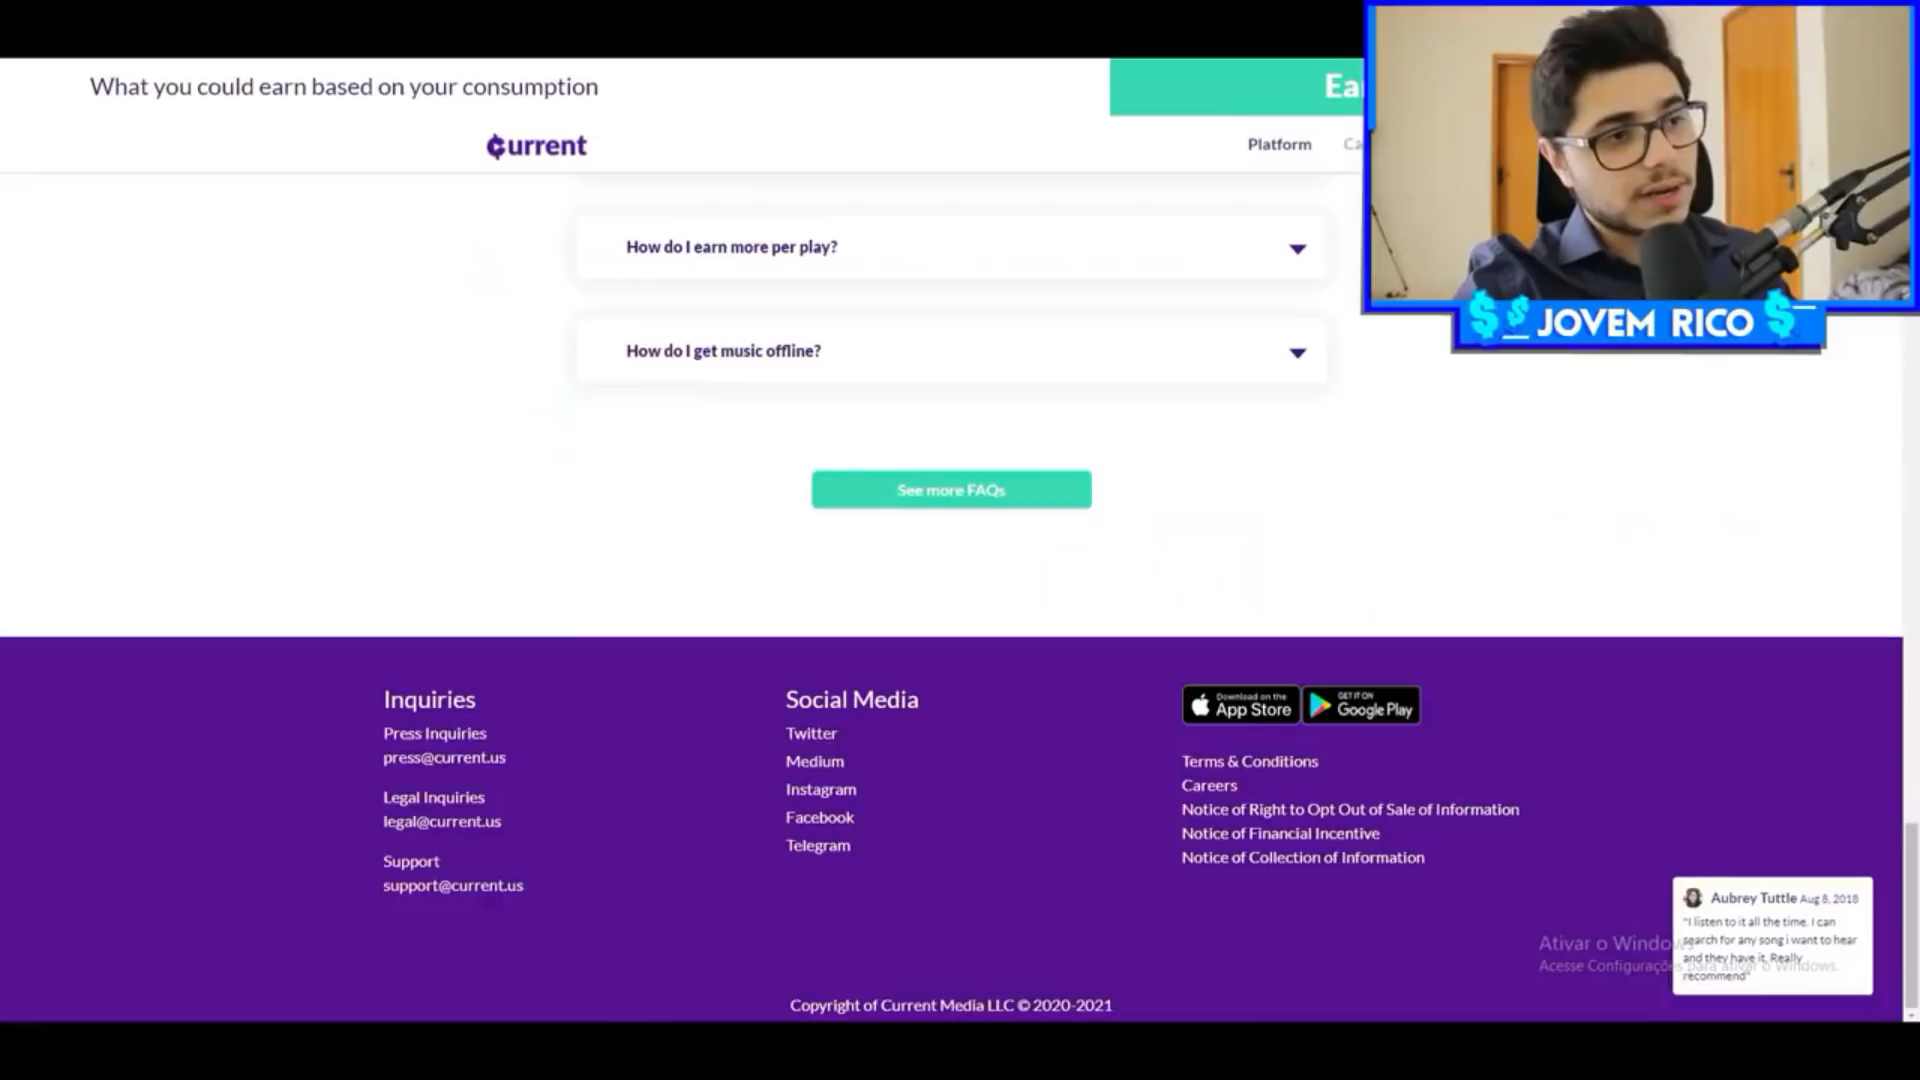 What you could earn based on your consumption
Ea
Current
Platform
Ca
How do I earn more per play?
How do I get music offline?
See more FAQs
$ $ JOVEM RICO $
Inquiries
Press Inquiries
press@current.us
Legal Inquiries
legal@current.us
Support
support@current.us
Social Media
Twitter
Medium
Instagram
Facebook
Telegram
Download on the
App Store
GET IT ON
Google Play
Terms & Conditions
Careers
Notice of Right to Opt Out of Sale of Information
Notice of Financial Incentive
Notice of Collection of Information
Aubrey Tuttle Aug 8, 2018
"I listen to it all the time. I can
search for any song i want to hear
and they have it. Really
recommend"
Ativar o Windows
Acesse Configurações para ativar o Windows.
Copyright of Current Media LLC © 2020-2021